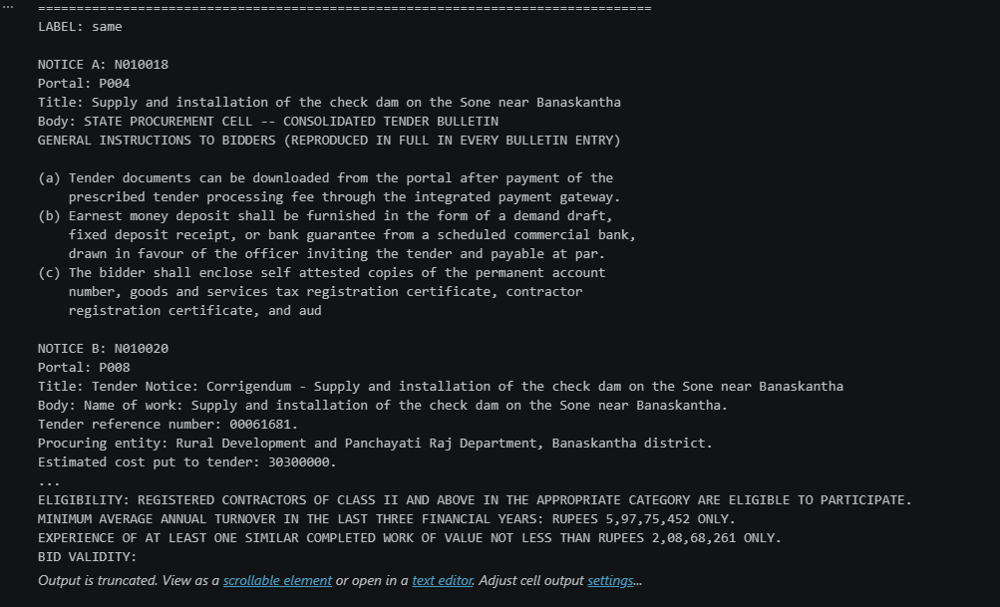 ...
================================================================================
LABEL: same
NOTICE A: N010018
Portal: P004
Title: Supply and installation of the check dam on the Sone near Banaskantha
Body: STATE PROCUREMENT CELL -- CONSOLIDATED TENDER BULLETIN
GENERAL INSTRUCTIONS TO BIDDERS (REPRODUCED IN FULL IN EVERY BULLETIN ENTRY)
(a) Tender documents can be downloaded from the portal after payment of the
prescribed tender processing fee through the integrated payment gateway.
(b) Earnest money deposit shall be furnished in the form of a demand draft,
fixed deposit receipt, or bank guarantee from a scheduled commercial bank,
drawn in favour of the officer inviting the tender and payable at par.
(c) The bidder shall enclose self attested copies of the permanent account
number, goods and services tax registration certificate, contractor
registration certificate, and aud
NOTICE B: N010020
Portal: P008
Title: Tender Notice: Corrigendum - Supply and installation of the check dam on the Sone near Banaskantha
Body: Name of work: Supply and installation of the check dam on the Sone near Banaskantha.
Tender reference number: 00061681.
Procuring entity: Rural Development and Panchayati Raj Department, Banaskantha district.
Estimated cost put to tender: 30300000.
...
ELIGIBILITY: REGISTERED CONTRACTORS OF CLASS II AND ABOVE IN THE APPROPRIATE CATEGORY ARE ELIGIBLE TO PARTICIPATE.
MINIMUM AVERAGE ANNUAL TURNOVER IN THE LAST THREE FINANCIAL YEARS: RUPEES 5,97,75,452 ONLY.
EXPERIENCE OF AT LEAST ONE SIMILAR COMPLETED WORK OF VALUE NOT LESS THAN RUPEES 2,08,68,261 ONLY.
BID VALIDITY:
Output is truncated. View as a scrollable element or open in a text editor. Adjust cell output settings...